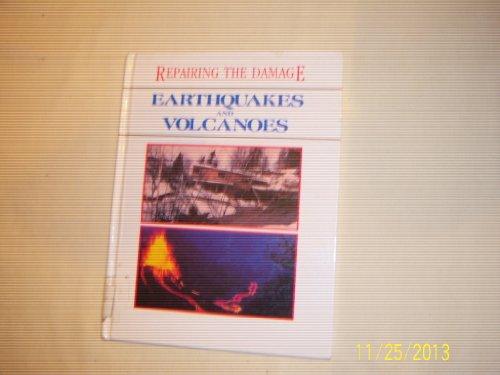 REPAIRING THE DAMAGE
EARTHQUAKES
AND
VOLCANOES
11/25/2013